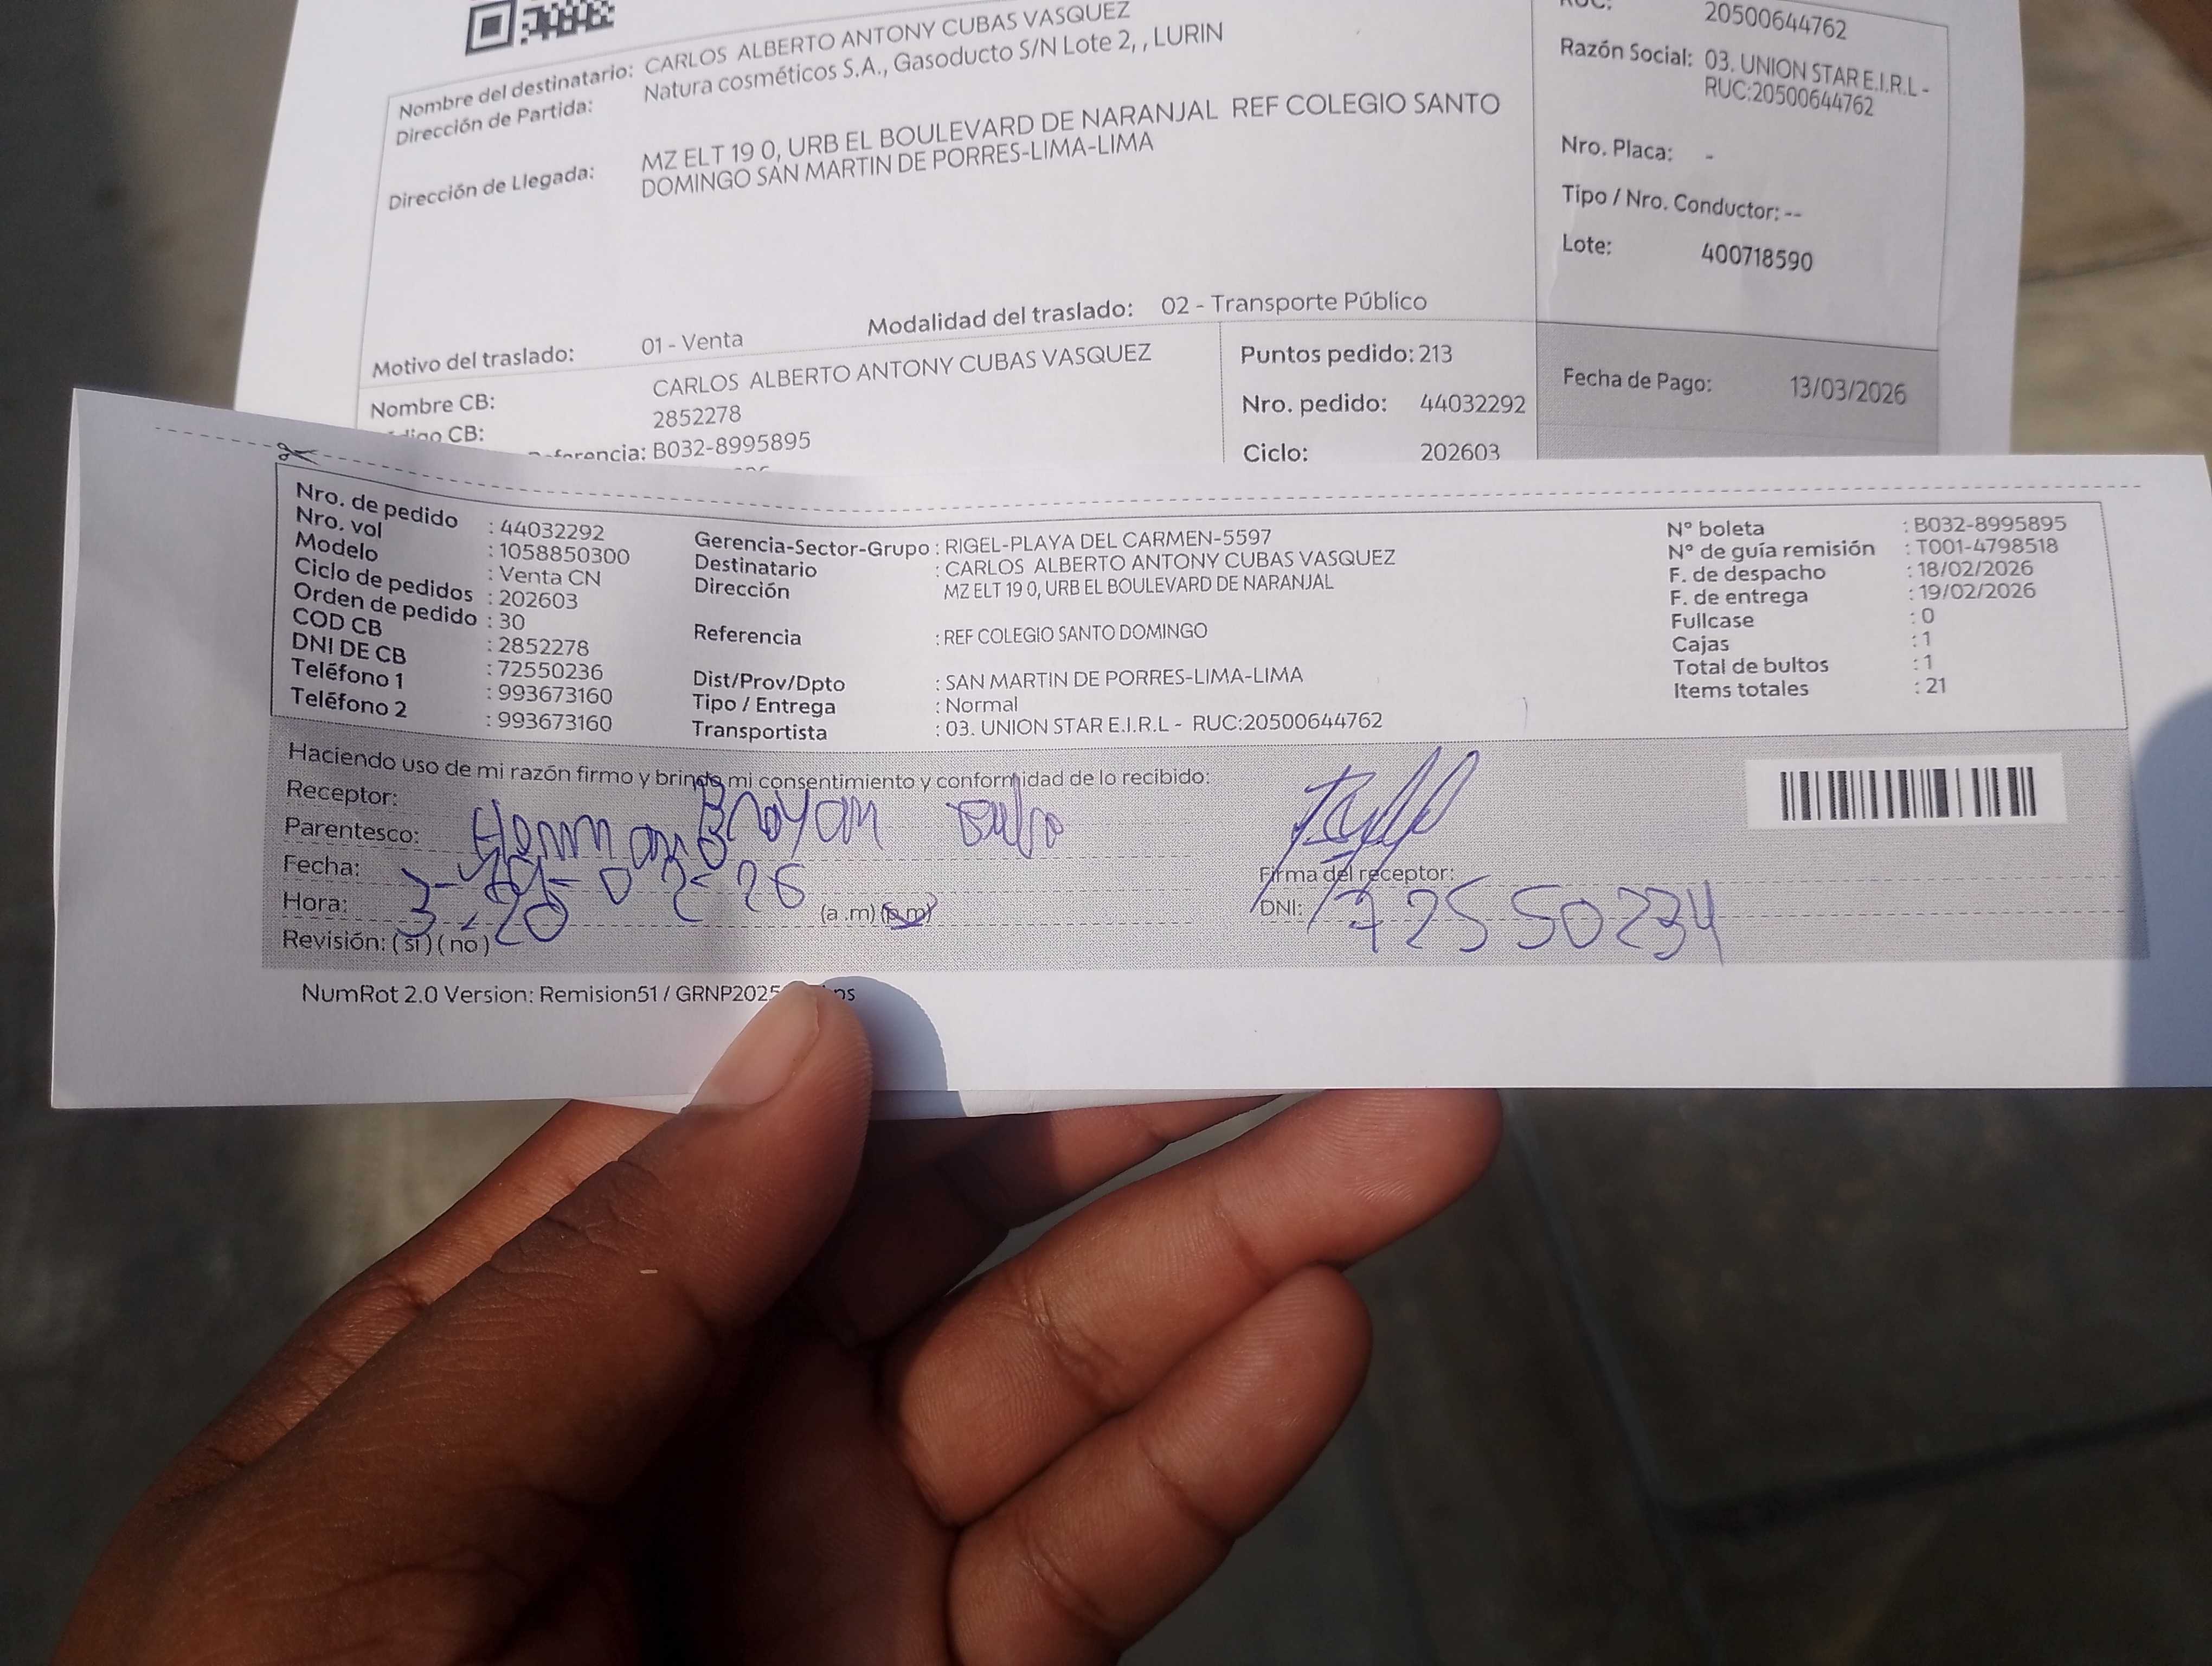 20500644762
Nombre del destinatario: CARLOS ALBERTO ANTONY CUBAS VASQUEZ
Dirección de Partida: Natura cosméticos S.A., Gasoducto S/N Lote 2, , LURIN
Dirección de Llegada: MZ ELT 19 0, URB EL BOULEVARD DE NARANJAL REF COLEGIO SANTO
DOMINGO SAN MARTIN DE PORRES-LIMA-LIMA
Razón Social: 03. UNION STAR E.I.R.L -
RUC:20500644762
Nro. Placa: -
Tipo / Nro. Conductor: --
Lote: 400718590
Motivo del traslado: 01 - Venta Modalidad del traslado: 02 - Transporte Público
Nombre CB: CARLOS ALBERTO ANTONY CUBAS VASQUEZ
CB: 2852278
B032-8995895
Puntos pedido: 213
Nro. pedido: 44032292
Ciclo: 202603
Fecha de Pago: 13/03/2026
Nro. de pedido : 44032292
Nro. vol : 1058850300
Modelo : Venta CN
Ciclo de pedidos : 202603
Orden de pedido : 30
COD CB : 2852278
DNI DE CB : 72550236
Teléfono 1 : 993673160
Teléfono 2 : 993673160
Gerencia-Sector-Grupo : RIGEL-PLAYA DEL CARMEN-5597
Destinatario : CARLOS ALBERTO ANTONY CUBAS VASQUEZ
Dirección MZ ELT 19 0, URB EL BOULEVARD DE NARANJAL
Referencia : REF COLEGIO SANTO DOMINGO
Dist/Prov/Dpto : SAN MARTIN DE PORRES-LIMA-LIMA
Tipo / Entrega : Normal
Transportista : 03. UNION STAR E.I.R.L - RUC:20500644762
N° boleta : B032-8995895
N° de guía remisión : T001-4798518
F. de despacho : 18/02/2026
F. de entrega : 19/02/2026
Fullcase : 0
Cajas : 1
Total de bultos : 1
Items totales : 21
Haciendo uso de mi razón firmo y brindo mi consentimiento y conformidad de lo recibido:
Receptor: Brayan
Parentesco: Hermano
Fecha: 19-02-26
Hora: 3:20 (a .m) (p.m)
Revisión: (si) (no)
Firma del receptor:
DNI: 72550234
NumRot 2.0 Version: Remision51 / GRNP2025